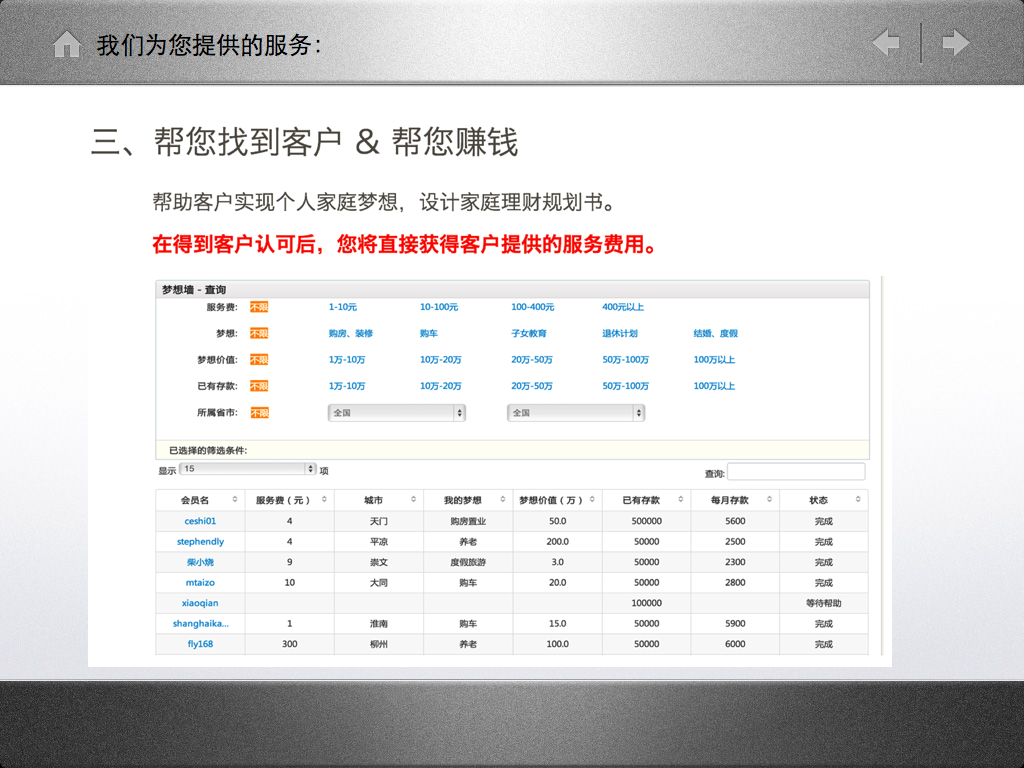 我们为您提供的服务：
三、帮您找到客户 & 帮您赚钱
帮助客户实现个人家庭梦想，设计家庭理财规划书。
在得到客户认可后，您将直接获得客户提供的服务费用。
梦想墙 - 查询
服务费: 不限 1-10元 10-100元 100-400元 400元以上
梦想: 不限 购房、装修 购车 子女教育 退休计划 结婚、度假
梦想价值: 不限 1万-10万 10万-20万 20万-50万 50万-100万 100万以上
已有存款: 不限 1万-10万 10万-20万 20万-50万 50万-100万 100万以上
所属省市: 不限 全国 全国
已选择的筛选条件:
显示 15 项 查询:
会员名 服务费（元） 城市 我的梦想 梦想价值（万） 已有存款 每月存款 状态
ceshi01 4 天门 购房置业 50.0 500000 5600 完成
stephendly 4 平凉 养老 200.0 50000 2500 完成
柴小烧 9 崇文 度假旅游 3.0 50000 2300 完成
mtaizo 10 大同 购车 20.0 50000 2800 完成
xiaoqian 100000 等待帮助
shanghaika... 1 淮南 购车 15.0 50000 5900 完成
fly168 300 柳州 养老 100.0 50000 6000 完成